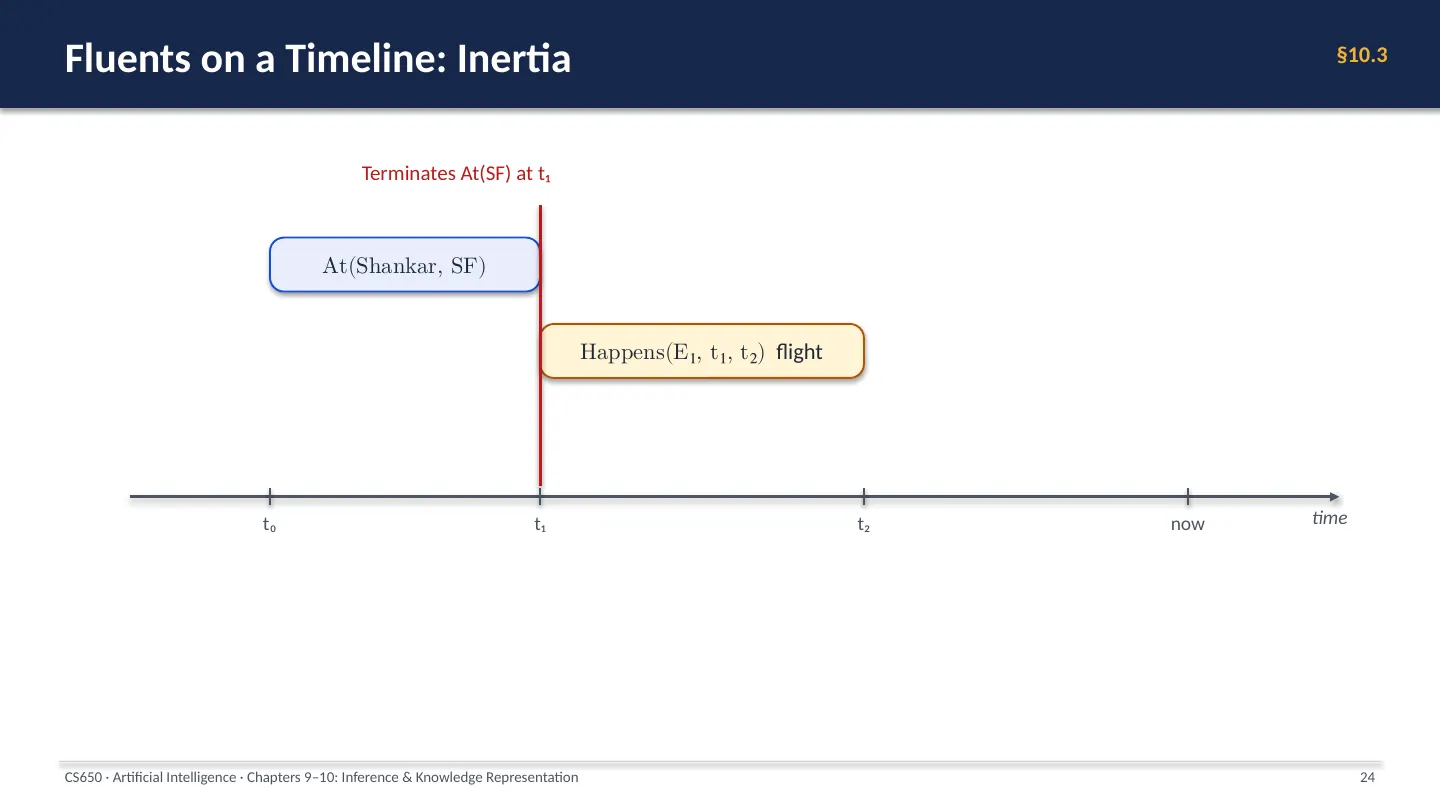 Fluents on a Timeline: Inertia
§10.3
Terminates At(SF) at t₁
At(Shankar, SF)
Happens(E₁, t₁, t₂) flight
t₀
t₁
t₂
now
time
CS650 · Artificial Intelligence · Chapters 9–10: Inference & Knowledge Representation
24